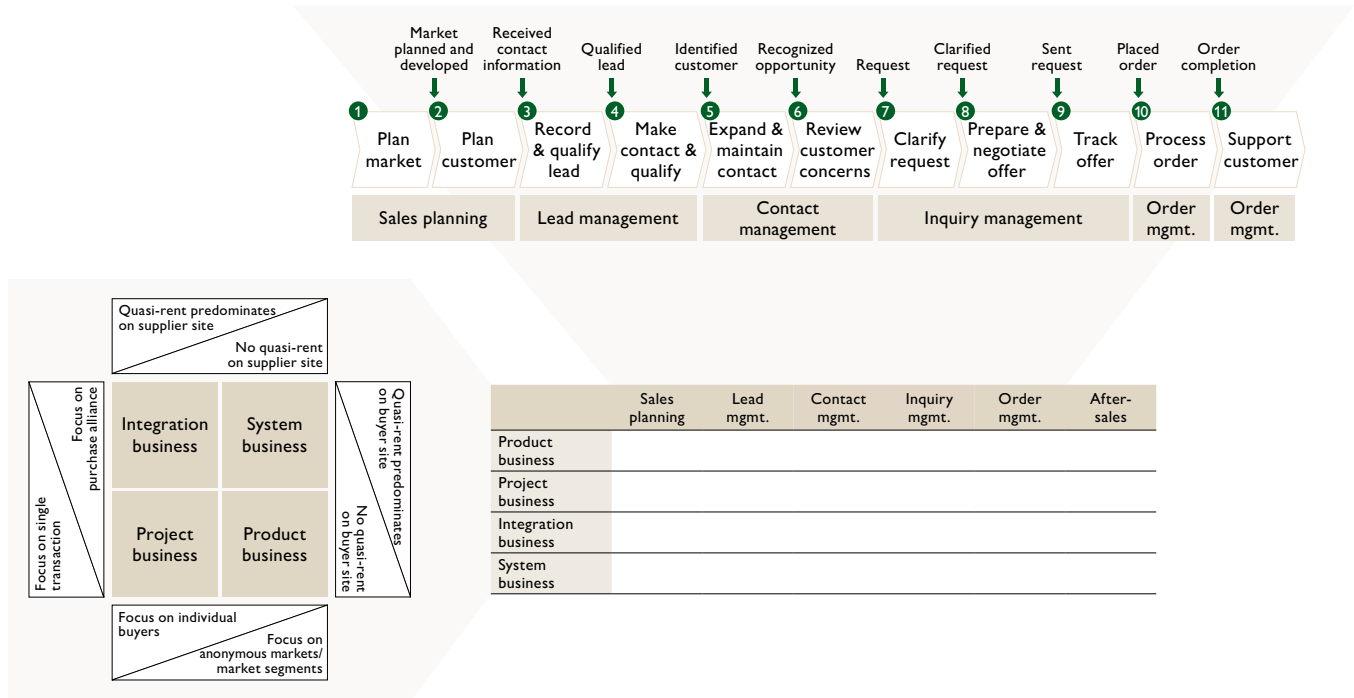 Market
planned and
developed
Received
contact
information
Qualified
lead
Identified
customer
Recognized
opportunity
Request
Clarified
request
Sent
request
Placed
order
Order
completion
1
2
3
4
5
6
7
8
9
10
11
Plan
market
Plan
customer
Record
& qualify
lead
Make
contact &
qualify
Expand &
maintain
contact
Review
customer
concerns
Clarify
request
Prepare &
negotiate
offer
Track
offer
Process
order
Support
customer
Sales planning
Lead management
Contact
management
Inquiry management
Order
mgmt.
Order
mgmt.
Quasi-rent predominates
on supplier site
No quasi-rent
on supplier site
Focus on
purchase alliance
Focus on single
transaction
Integration
business
System
business
Project
business
Product
business
Quasi-rent predominates
on buyer site
No quasi-rent
on buyer site
Focus on individual
buyers
Focus on
anonymous markets/
market segments
Sales
planning
Lead
mgmt.
Contact
mgmt.
Inquiry
mgmt.
Order
mgmt.
After-
sales
Product
business
Project
business
Integration
business
System
business